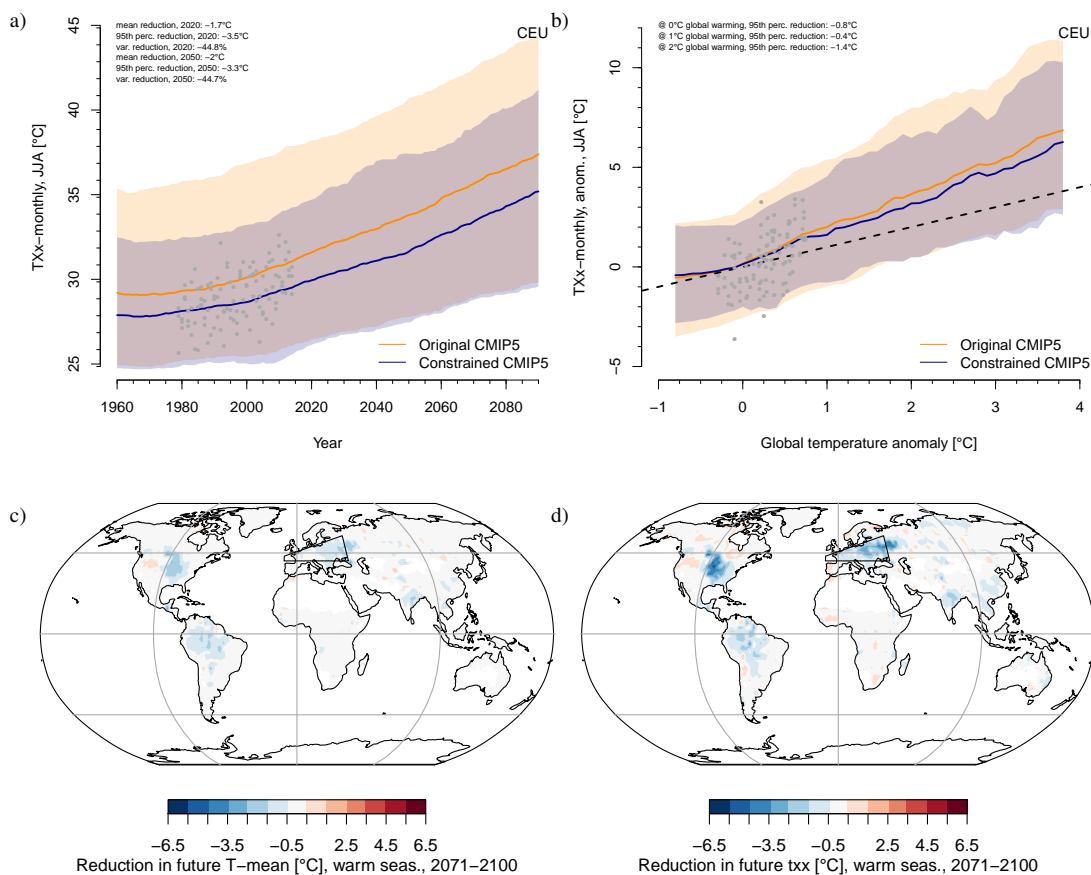 a)
mean reduction, 2020: −1.7°C
95th perc. reduction, 2020: −3.5°C
var. reduction, 2020: −44.8%
mean reduction, 2050: −2°C
95th perc. reduction, 2050: −3.3°C
var. reduction, 2050: −44.7%
CEU
TXx−monthly, JJA [°C]
45
40
35
30
25
Original CMIP5
Constrained CMIP5
1960 1980 2000 2020 2040 2060 2080
Year
b)
@ 0°C global warming, 95th perc. reduction: −0.8°C
@ 1°C global warming, 95th perc. reduction: −0.4°C
@ 2°C global warming, 95th perc. reduction: −1.4°C
CEU
TXx−monthly, anom., JJA [°C]
10
5
0
−5
Original CMIP5
Constrained CMIP5
−1 0 1 2 3 4
Global temperature anomaly [°C]
c)
−6.5 −3.5 −0.5 2.5 4.5 6.5
Reduction in future T−mean [°C], warm seas., 2071−2100
d)
−6.5 −3.5 −0.5 2.5 4.5 6.5
Reduction in future txx [°C], warm seas., 2071−2100